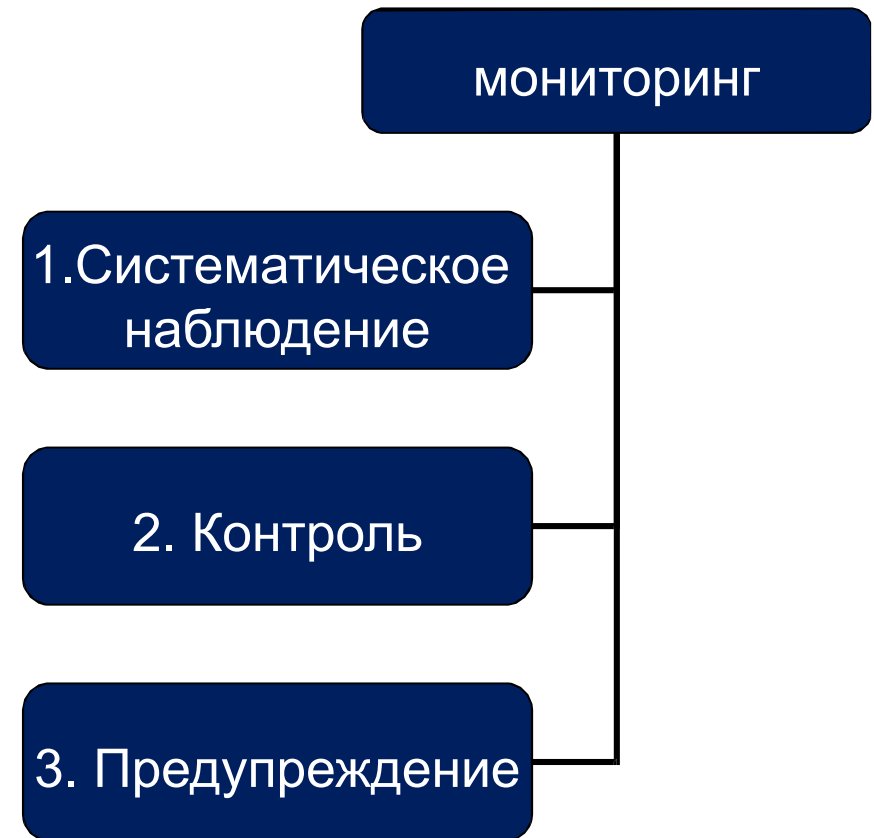 мониторинг
1.Систематическое
наблюдение
2. Контроль
3. Предупреждение